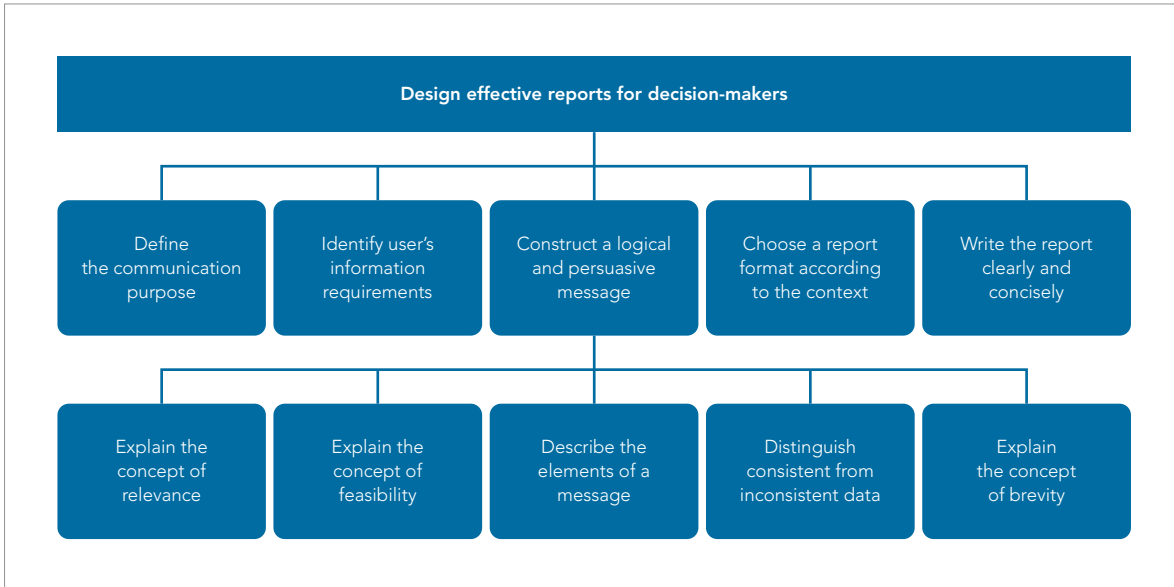 Design effective reports for decision-makers
Define
the communication
purpose
Identify user’s
information
requirements
Construct a logical
and persuasive
message
Choose a report
format according
to the context
Write the report
clearly and
concisely
Explain the
concept of
relevance
Explain the
concept of
feasibility
Describe the
elements of a
message
Distinguish
consistent from
inconsistent data
Explain
the concept
of brevity